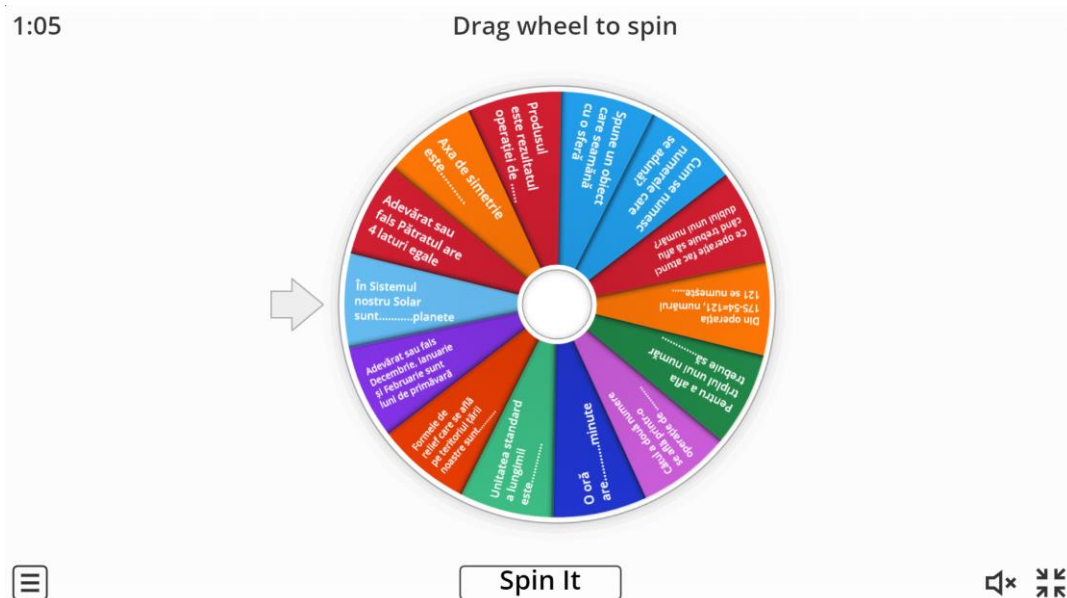 1:05
Drag wheel to spin
Produsul
este rezultatul
operației de ......
Spune un obiect
care seamănă
cu o sferă
Cum se numesc
numerele care
se adună?
Ce operație fac atunci
când trebuie să aflu
dublul unui număr?
Din operația
175-54=121, numărul
121 se numește.....
Pentru a afla
triplul unui număr
trebuie să.............
Câtul a două numere
se află printr-o
operație de .........
O oră
are............minute
Unitatea standard
a lungimii
este............
Formele de
relief care se află
pe teritoriul țării
noastre sunt..........
Adevărat sau fals
Decembrie, Ianuarie
și Februarie sunt
luni de primăvară
În Sistemul
nostru Solar
sunt...........planete
Adevărat sau
fals Pătratul are
4 laturi egale
Axa de simetrie
este...........
Spin It